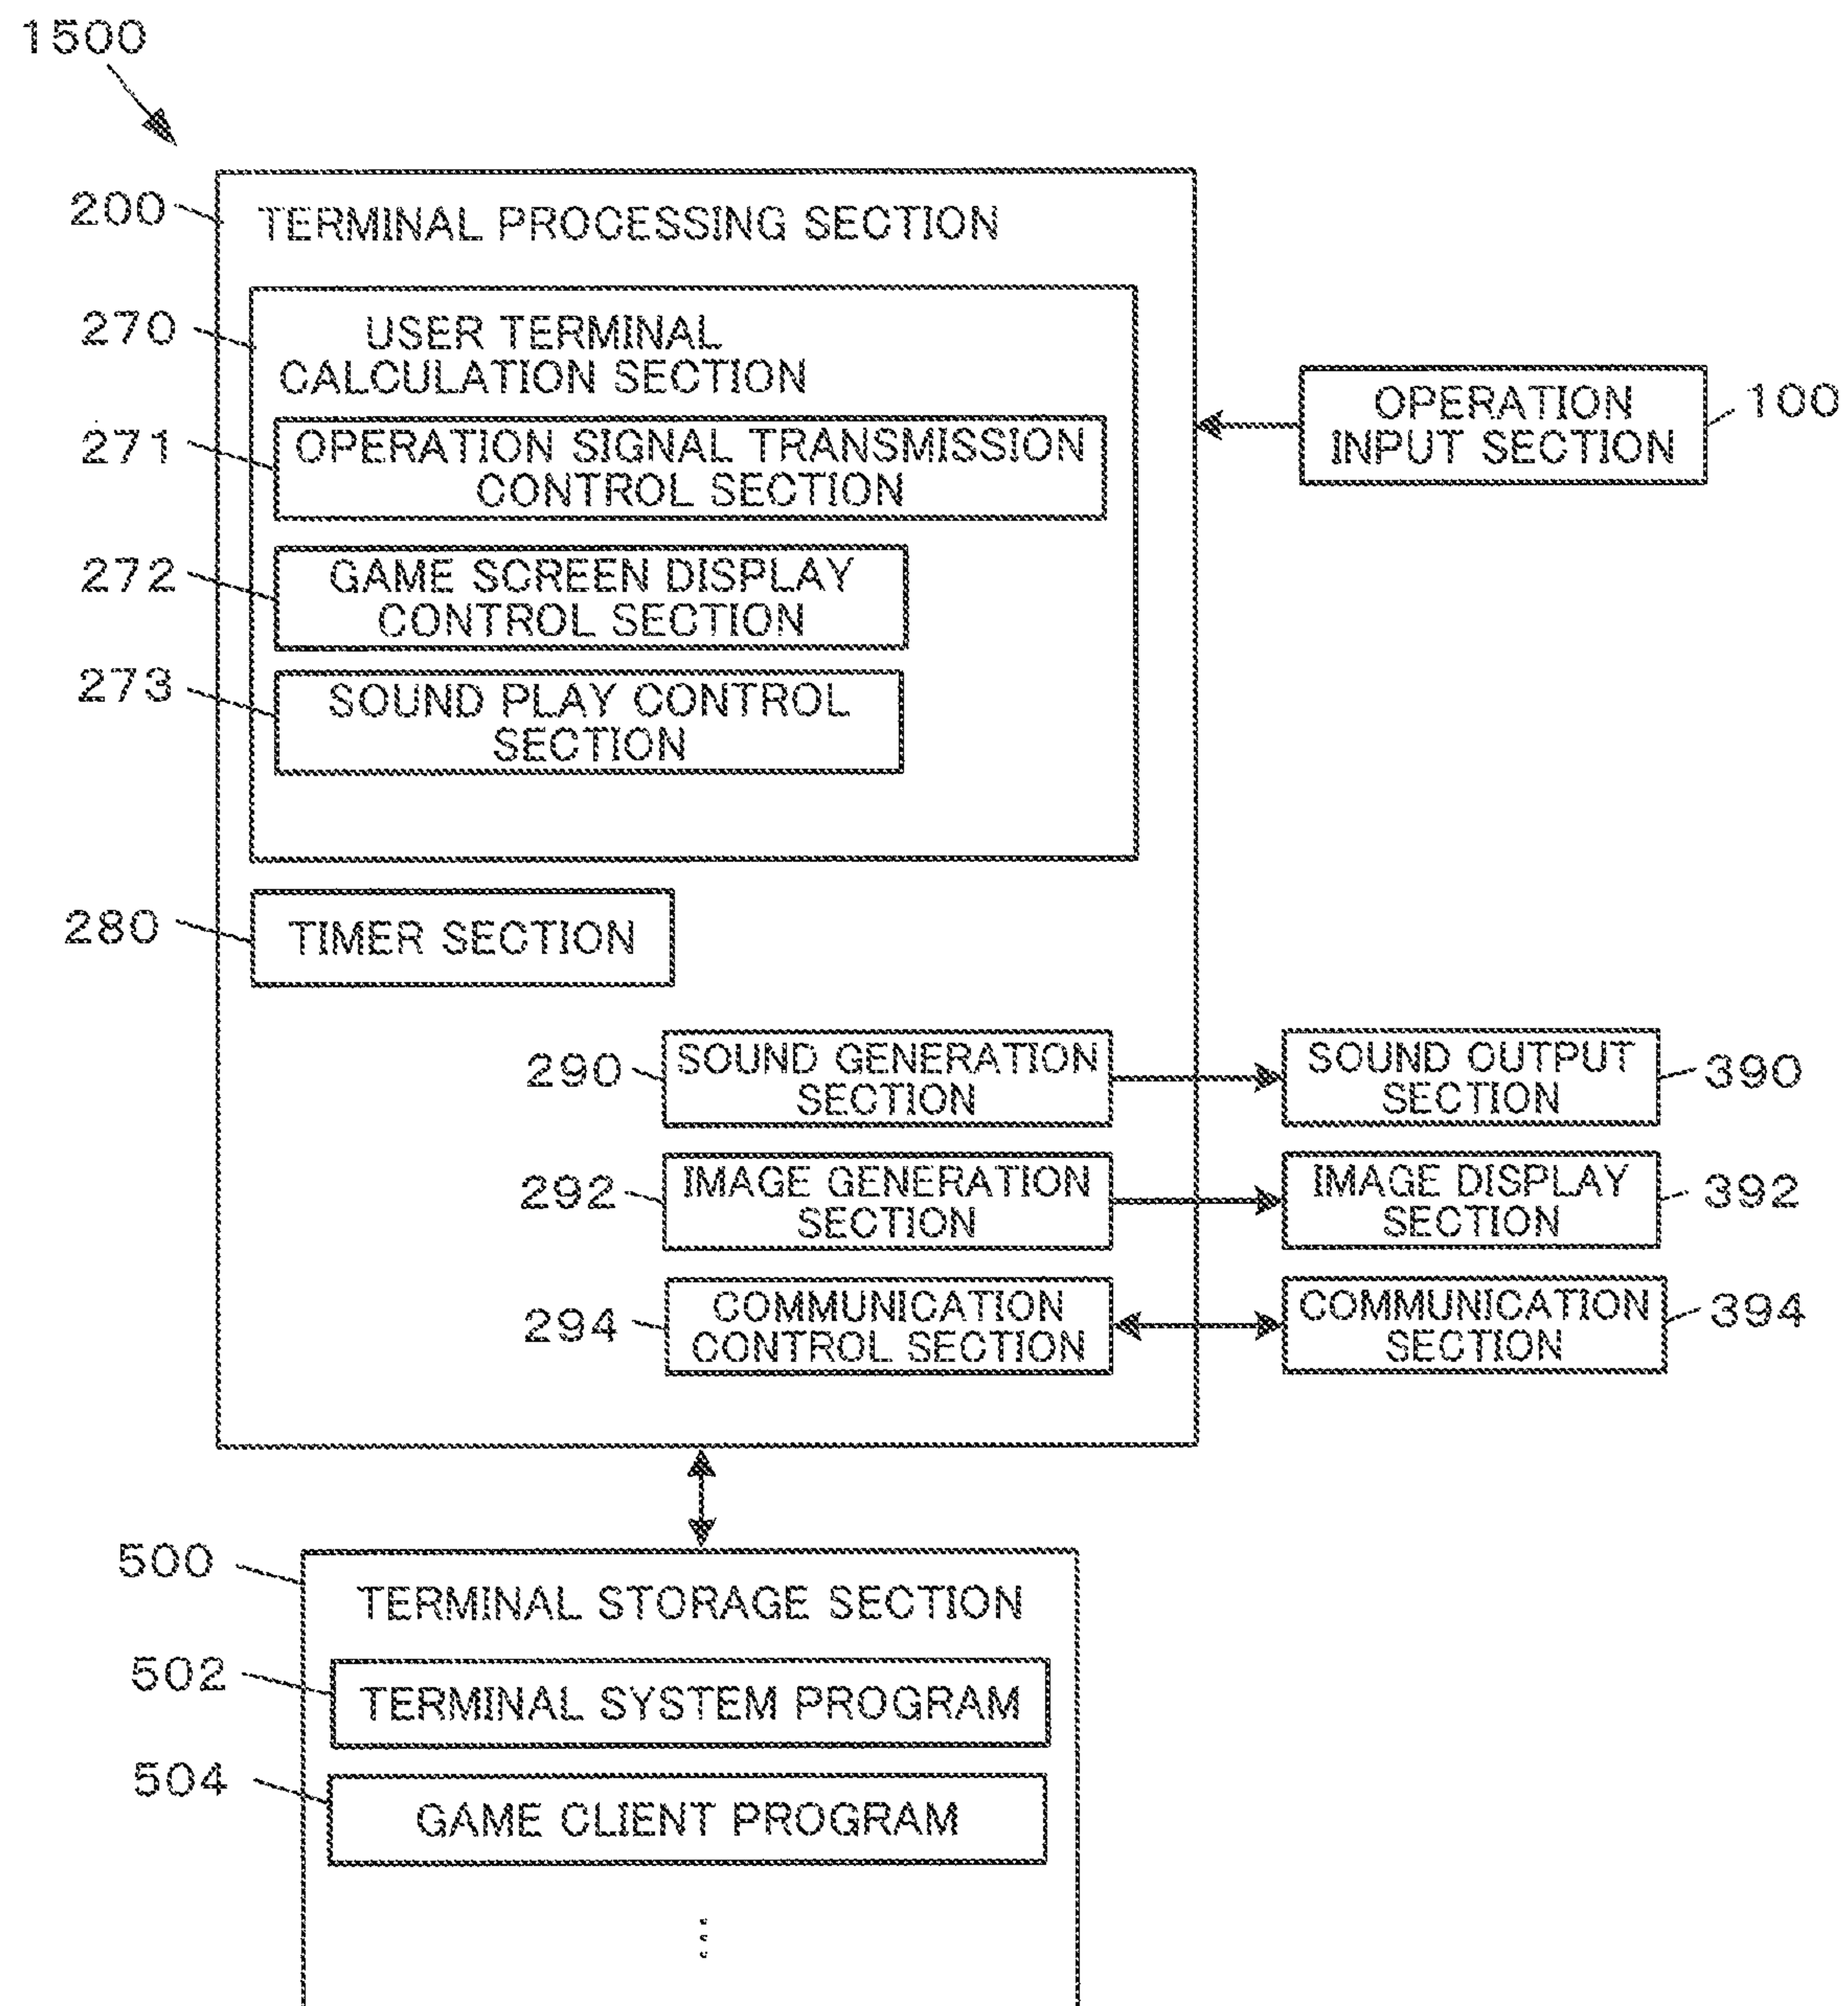 1500
200
TERMINAL PROCESSING SECTION
270
USER TERMINAL
CALCULATION SECTION
271
OPERATION SIGNAL TRANSMISSION
CONTROL SECTION
272
GAME SCREEN DISPLAY
CONTROL SECTION
273
SOUND PLAY CONTROL
SECTION
OPERATION
INPUT SECTION
100
280
TIMER SECTION
290
SOUND GENERATION
SECTION
SOUND OUTPUT
SECTION
390
292
IMAGE GENERATION
SECTION
IMAGE DISPLAY
SECTION
392
294
COMMUNICATION
CONTROL SECTION
COMMUNICATION
SECTION
394
500
TERMINAL STORAGE SECTION
502
TERMINAL SYSTEM PROGRAM
504
GAME CLIENT PROGRAM
⋮